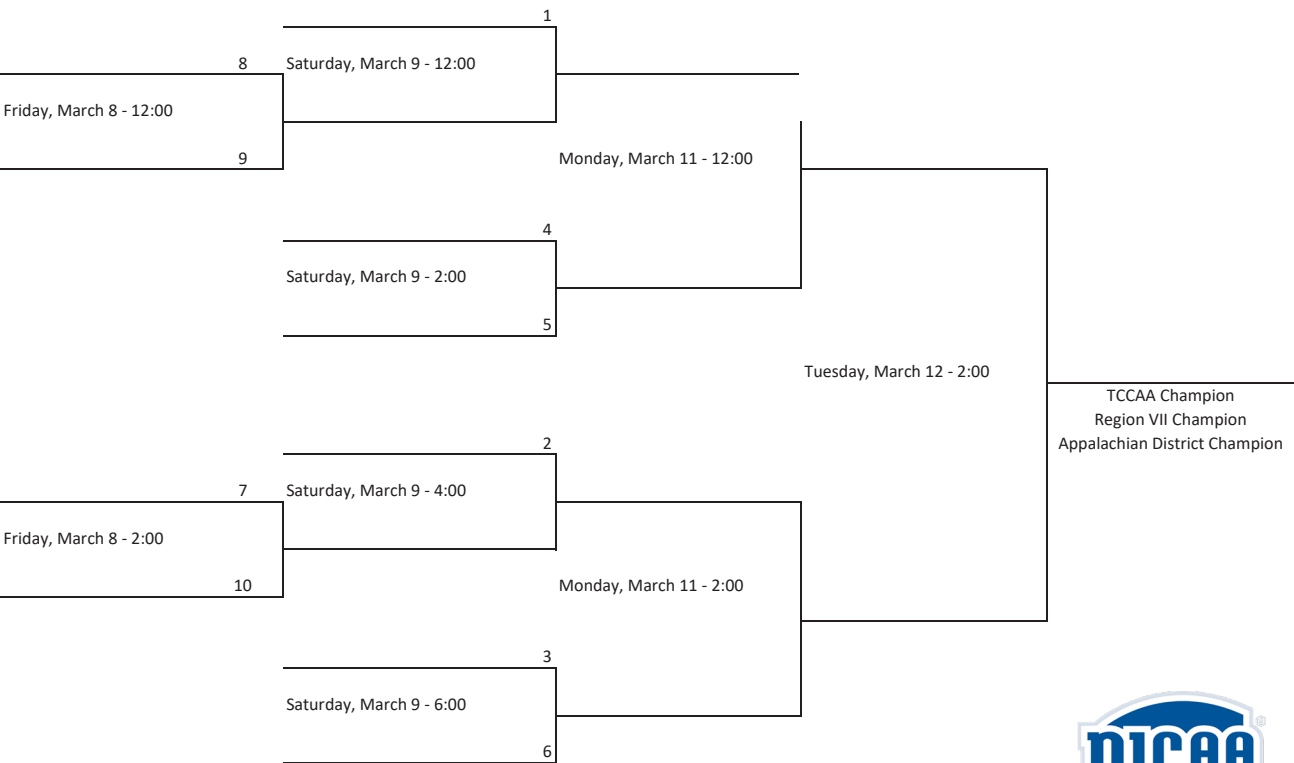 1
8 Saturday, March 9 - 12:00
Friday, March 8 - 12:00
9 Monday, March 11 - 12:00
4
Saturday, March 9 - 2:00
5
Tuesday, March 12 - 2:00
TCCAA Champion
Region VII Champion
Appalachian District Champion
2
7 Saturday, March 9 - 4:00
Friday, March 8 - 2:00
10 Monday, March 11 - 2:00
3
Saturday, March 9 - 6:00
6
NJCAA ®